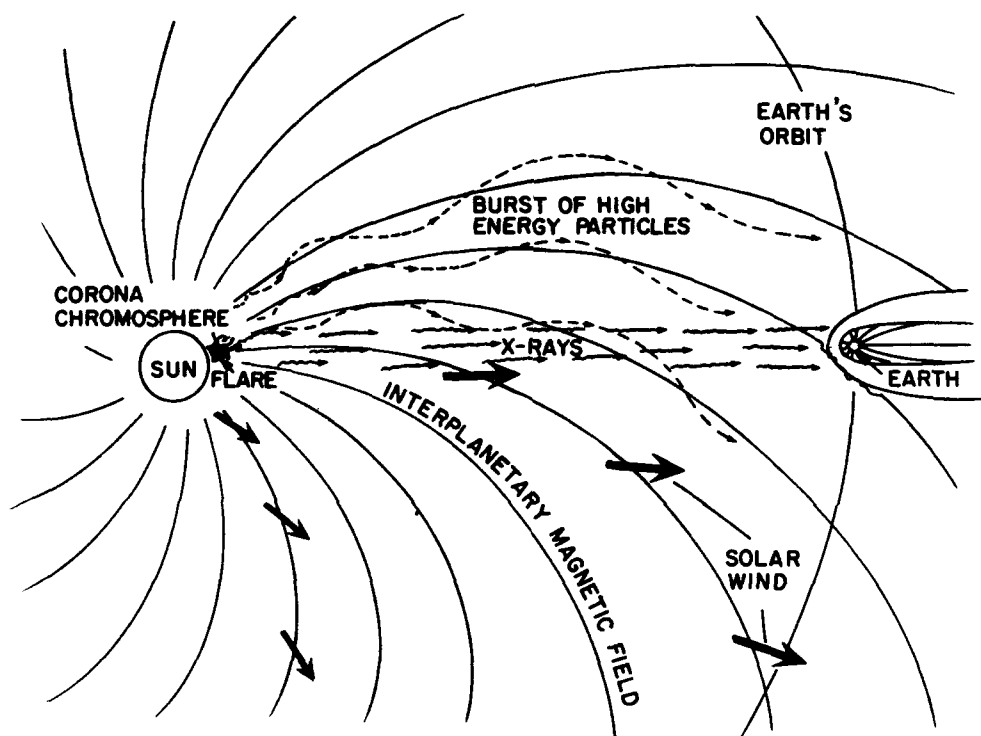 EARTH'S
ORBIT
BURST OF HIGH
ENERGY PARTICLES
CORONA
CHROMOSPHERE
X-RAYS
SUN
FLARE
EARTH
INTERPLANETARY MAGNETIC FIELD
SOLAR
WIND